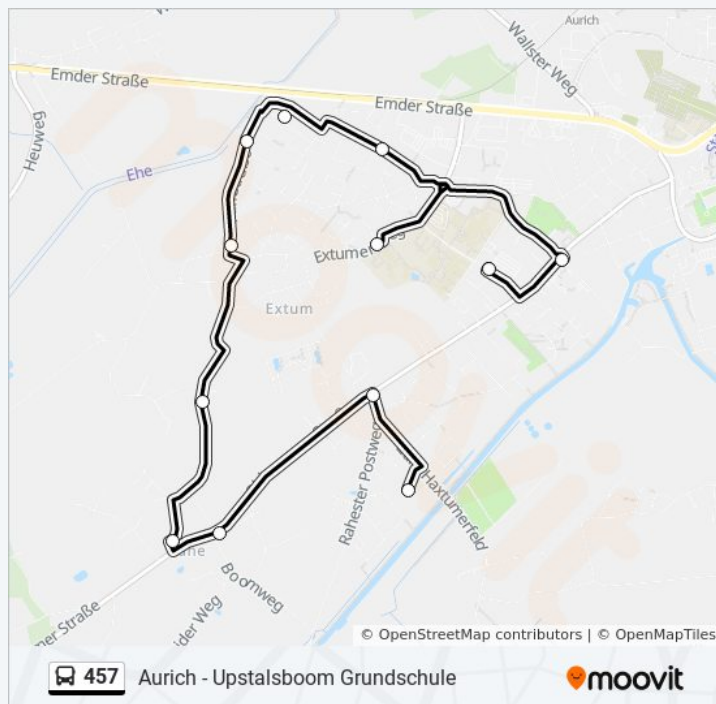 Aurich
Wallster Weg
Emder Straße
Emder Straße
Heuweg
Ehe
Extumer
Extum
Rahester Postweg
Haxtumerfeld
Boomweg
© OpenStreetMap contributors | © OpenMapTiles
457 Aurich - Upstalsboom Grundschule
moovit